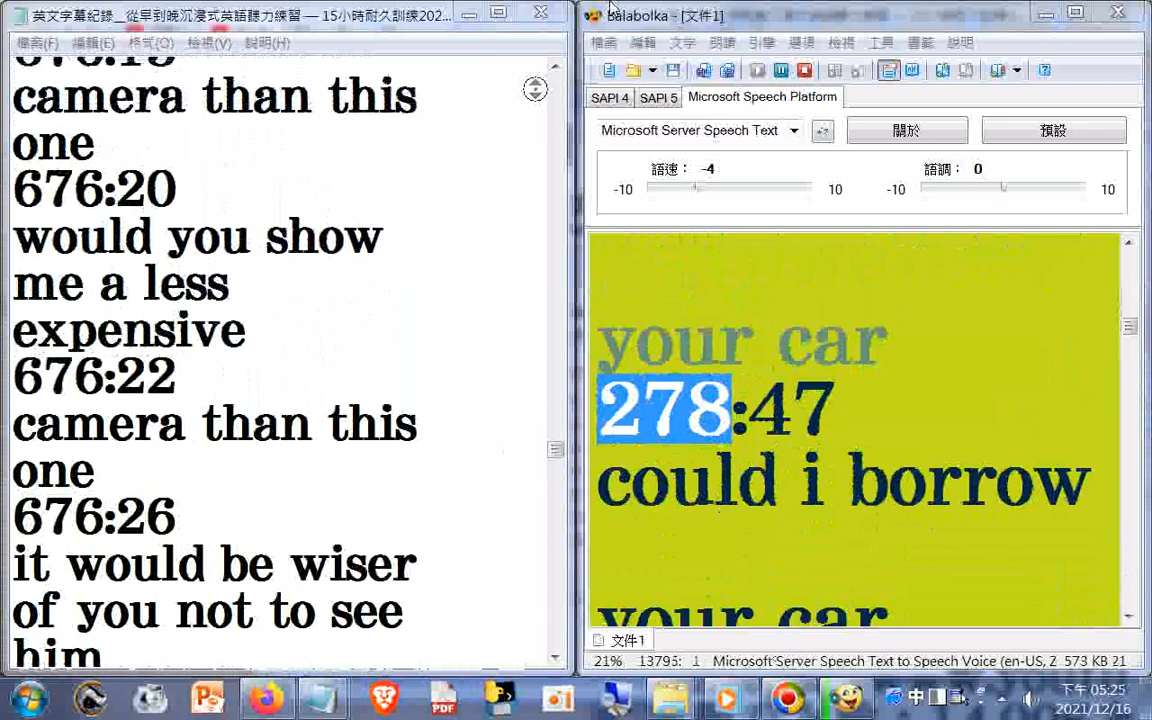 英文字幕紀錄__從早到晚沉浸式英語聽力練習 — 15小時耐久訓練202...
檔案(F) 編輯(E) 格式(O) 檢視(V) 說明(H)
676:15
camera than this
one
676:20
would you show
me a less
expensive
676:22
camera than this
one
676:26
it would be wiser
of you not to see
him
Balabolka - [文件1]
檔案 編輯 文字 朗讀 引擎 選項 檢視 工具 書籤 說明
SAPI 4 SAPI 5 Microsoft Speech Platform
Microsoft Server Speech Text +? 關於 預設
語速： -4 語調： 0
-10 10 -10 10
your car
278:47
could i borrow
your car
文件1
21% 13795: 1 Microsoft Server Speech Text to Speech Voice (en-US, Z 573 KB 21
PDF
中
下午 05:25
2021/12/16